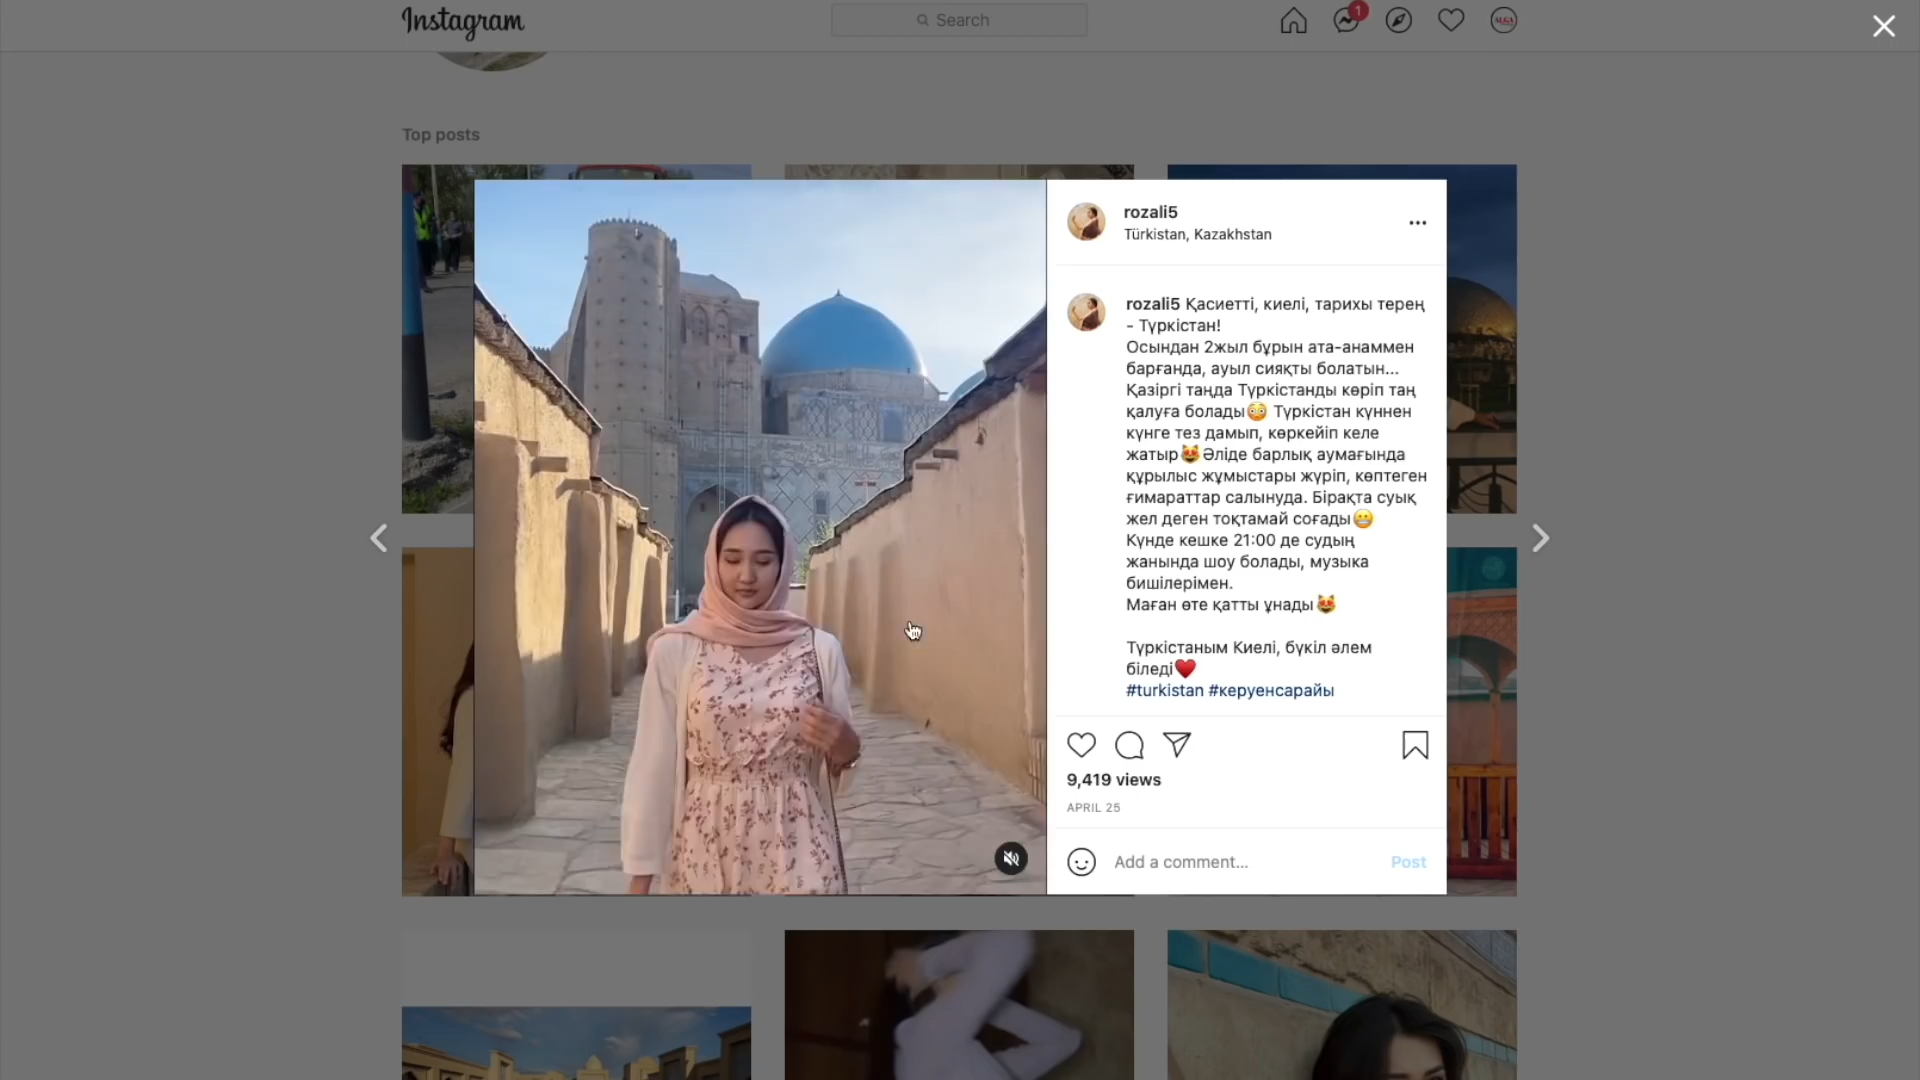 Instagram
Search
1
Top posts
rozali5
Türkistan, Kazakhstan
rozali5 Қасиетті, киелі, тарихы терең
- Түркістан!
Осындан 2жыл бұрын ата-анаммен
барғанда, ауыл сияқты болатын...
Қазіргі таңда Түркістанды көріп таң
қалуға болады😳 Түркістан күннен
күнге тез дамып, көркейіп келе
жатыр😻Әліде барлық аумағында
құрылыс жұмыстары жүріп, көптеген
ғимараттар салынуда. Бірақта суық
жел деген тоқтамай соғады😬
Күнде кешке 21:00 де судың
жанында шоу болады, музыка
бишілерімен.
Маған өте қатты ұнады😻
Түркістаным Киелі, бүкіл әлем
біледі♥️
#turkistan #керуенсарайы
9,419 views
APRIL 25
Add a comment...
Post